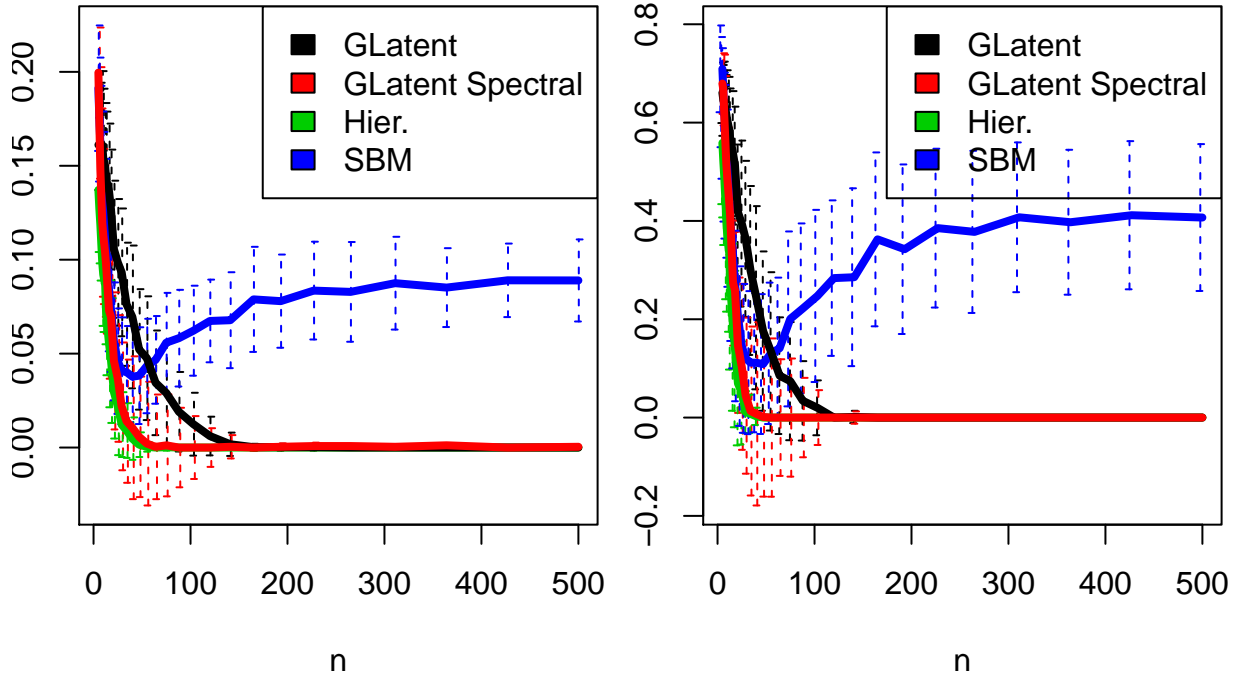 0.20
0.15
0.10
0.05
0.00
0 100 200 300 400 500
n
GLatent
GLatent Spectral
Hier.
SBM
0.8
0.6
0.4
0.2
0.0
−0.2
0 100 200 300 400 500
n
GLatent
GLatent Spectral
Hier.
SBM